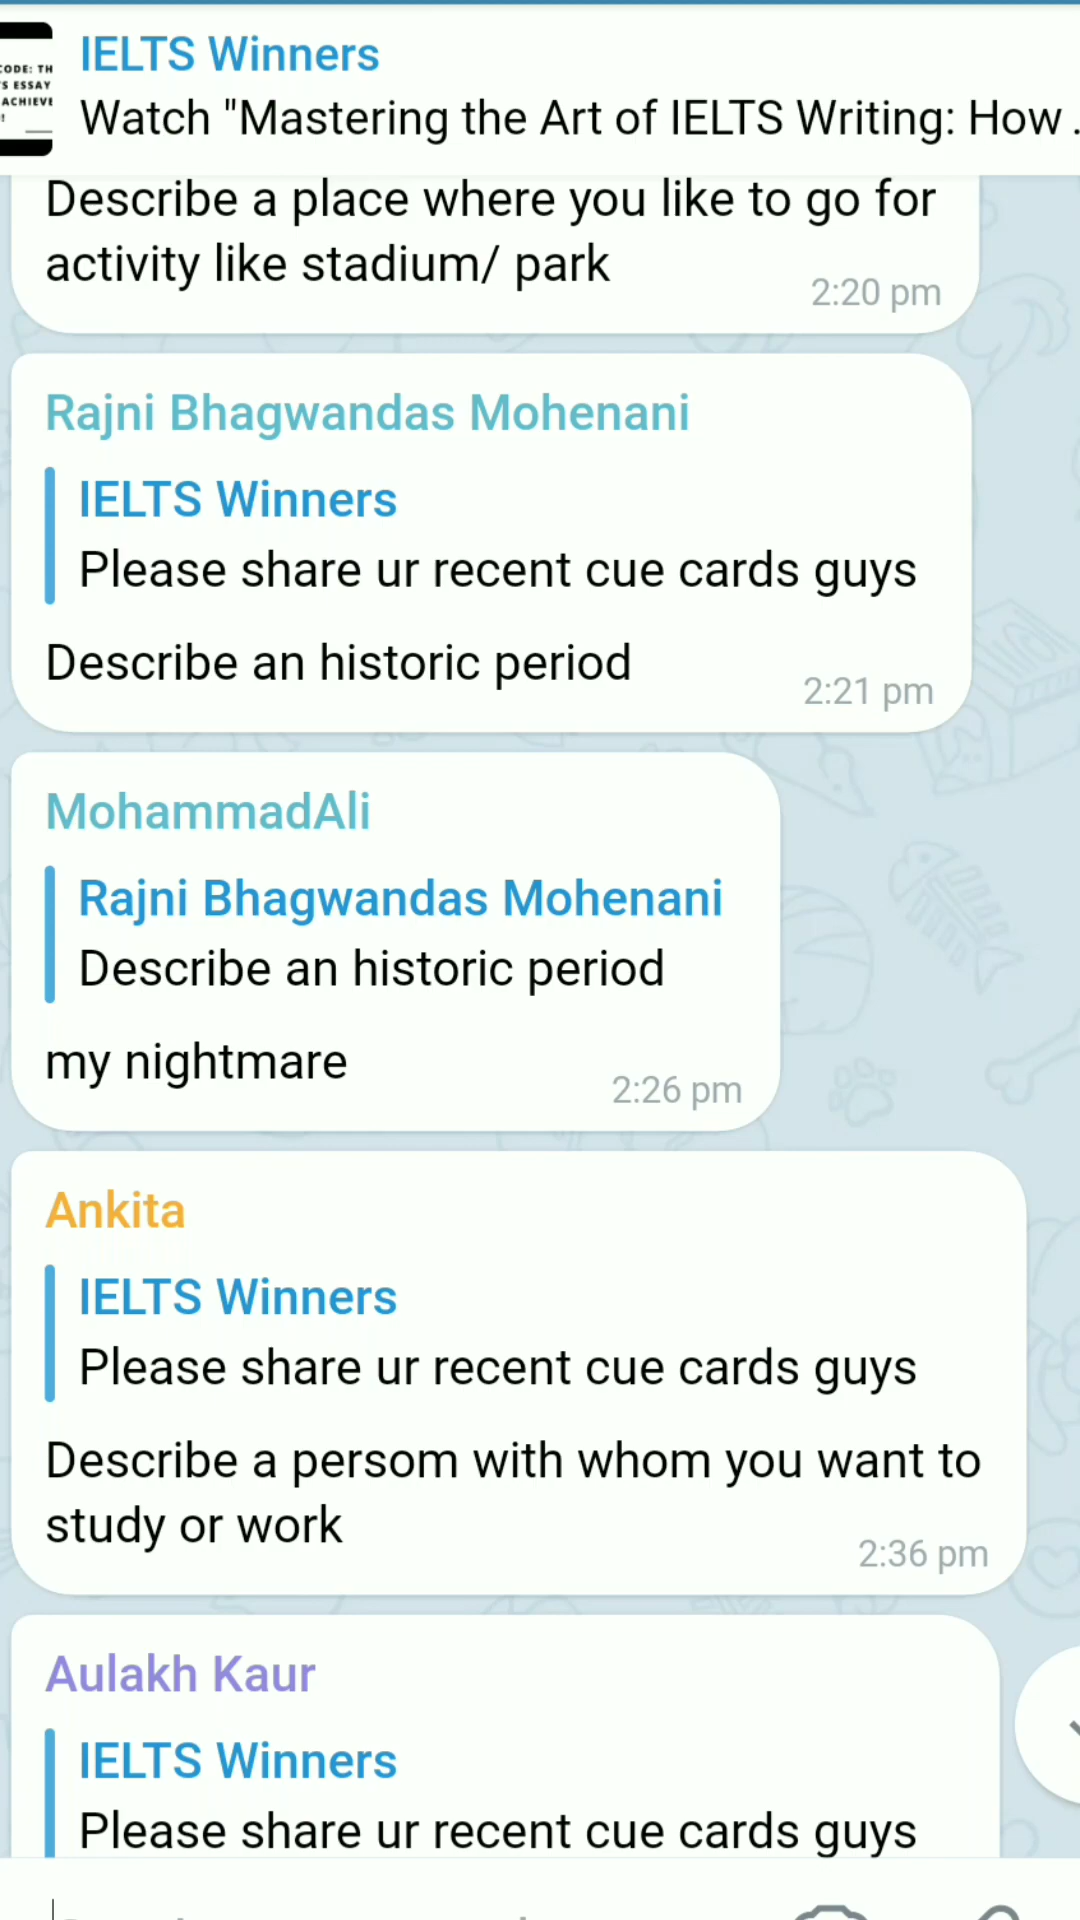 CODE: TH
'S ESSAY
ACHIEVE
IELTS Winners
Watch "Mastering the Art of IELTS Writing: How .
Describe a place where you like to go for
activity like stadium/ park
2:20 pm
Rajni Bhagwandas Mohenani
IELTS Winners
Please share ur recent cue cards guys
Describe an historic period
2:21 pm
MohammadAli
Rajni Bhagwandas Mohenani
Describe an historic period
my nightmare
2:26 pm
Ankita
IELTS Winners
Please share ur recent cue cards guys
Describe a persom with whom you want to
study or work
2:36 pm
Aulakh Kaur
IELTS Winners
Please share ur recent cue cards guys